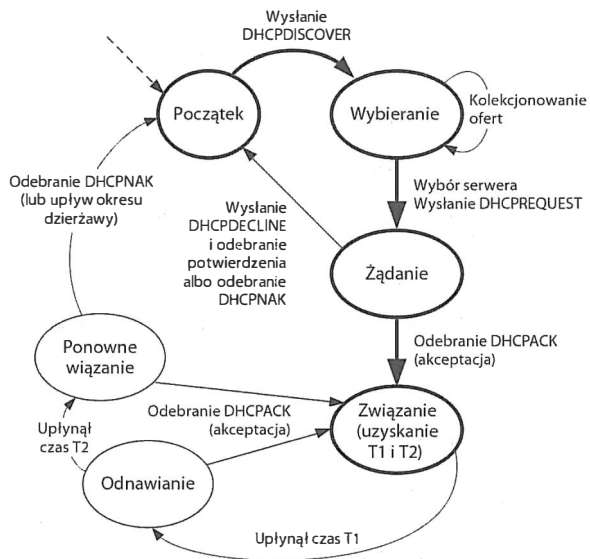 Wysłanie
DHCPDISCOVER
Początek
Wybieranie
Kolekcjonowanie
ofert
Odebranie DHCPNAK
(lub upływ okresu
dzierżawy)
Wysłanie
DHCPDECLINE
i odebranie
potwierdzenia
albo odebranie
DHCPNAK
Wybór serwera
Wysłanie DHCPREQUEST
Żądanie
Odebranie DHCPACK
(akceptacja)
Ponowne
wiązanie
Odebranie DHCPACK
(akceptacja)
Związanie
(uzyskanie
T1 i T2)
Upłynął
czas T2
Odnawianie
Upłynął czas T1